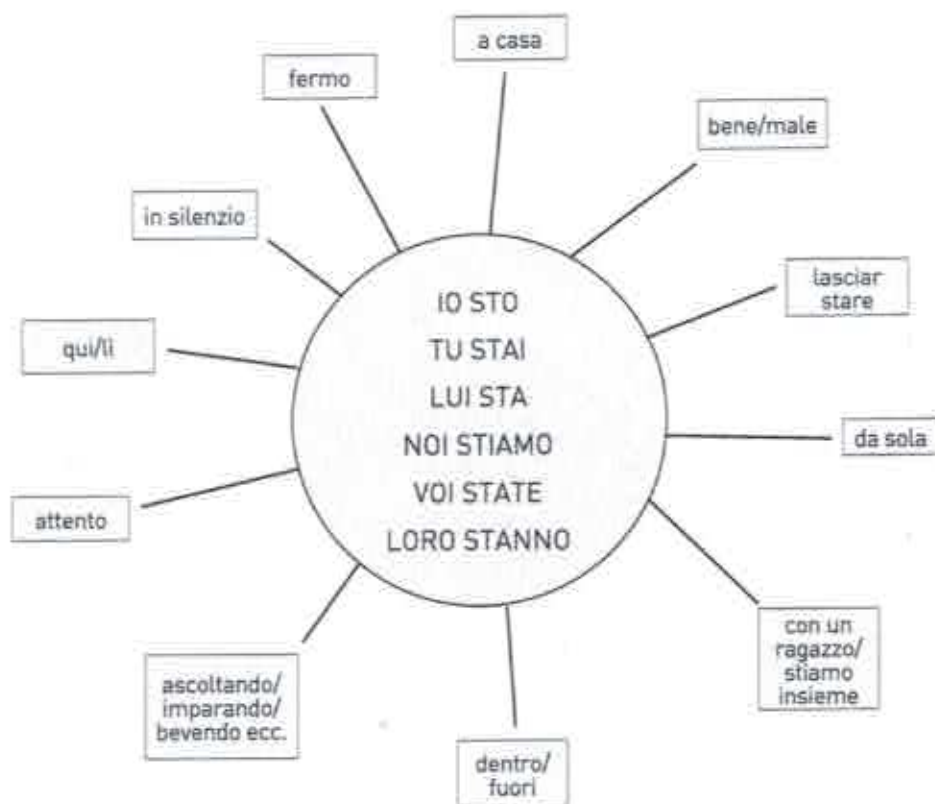 a casa
fermo
bene/male
in silenzio
lasciar
stare
qui/lì
da sola
attento
IO STO
TU STAI
LUI STA
NOI STIAMO
VOI STATE
LORO STANNO
con un
ragazzo/
stiamo
insieme
ascoltando/
imparando/
bevendo ecc.
dentro/
fuori